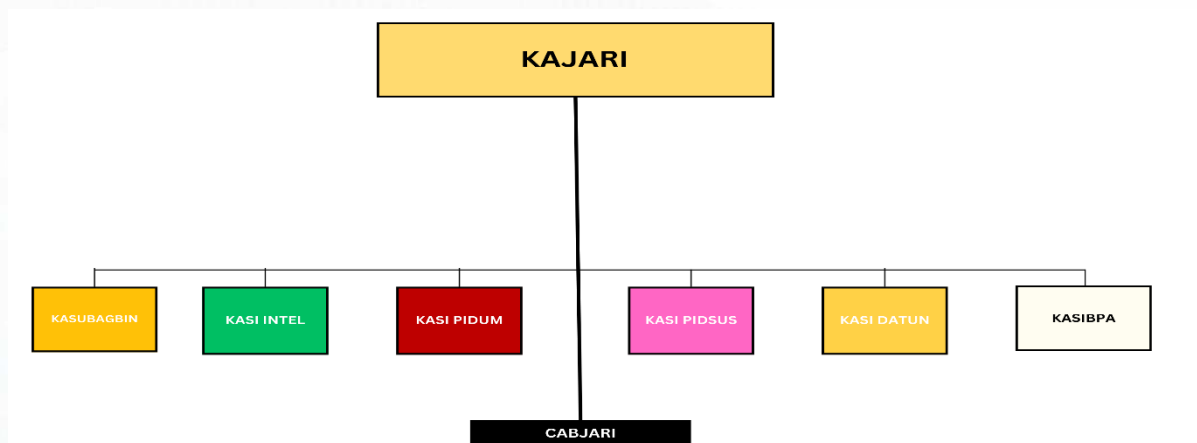 KAJARI
KASUBAGBIN
KASI INTEL
KASI PIDUM
KASI PIDSUS
KASI DATUN
KASIBPA
CABJARI